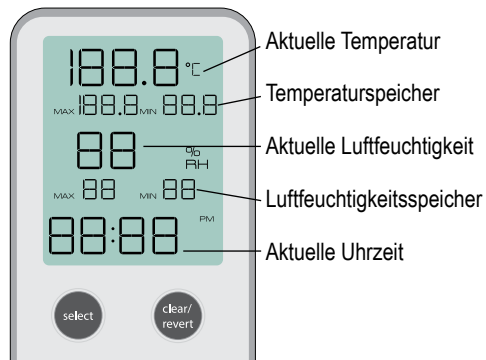 188.8 °C Aktuelle Temperatur
MAX 188.8 MIN 88.8 Temperaturspeicher
88 % RH Aktuelle Luftfeuchtigkeit
MAX 88 MIN 88 Luftfeuchtigkeitsspeicher
PM
88:88 Aktuelle Uhrzeit
select
clear/
revert